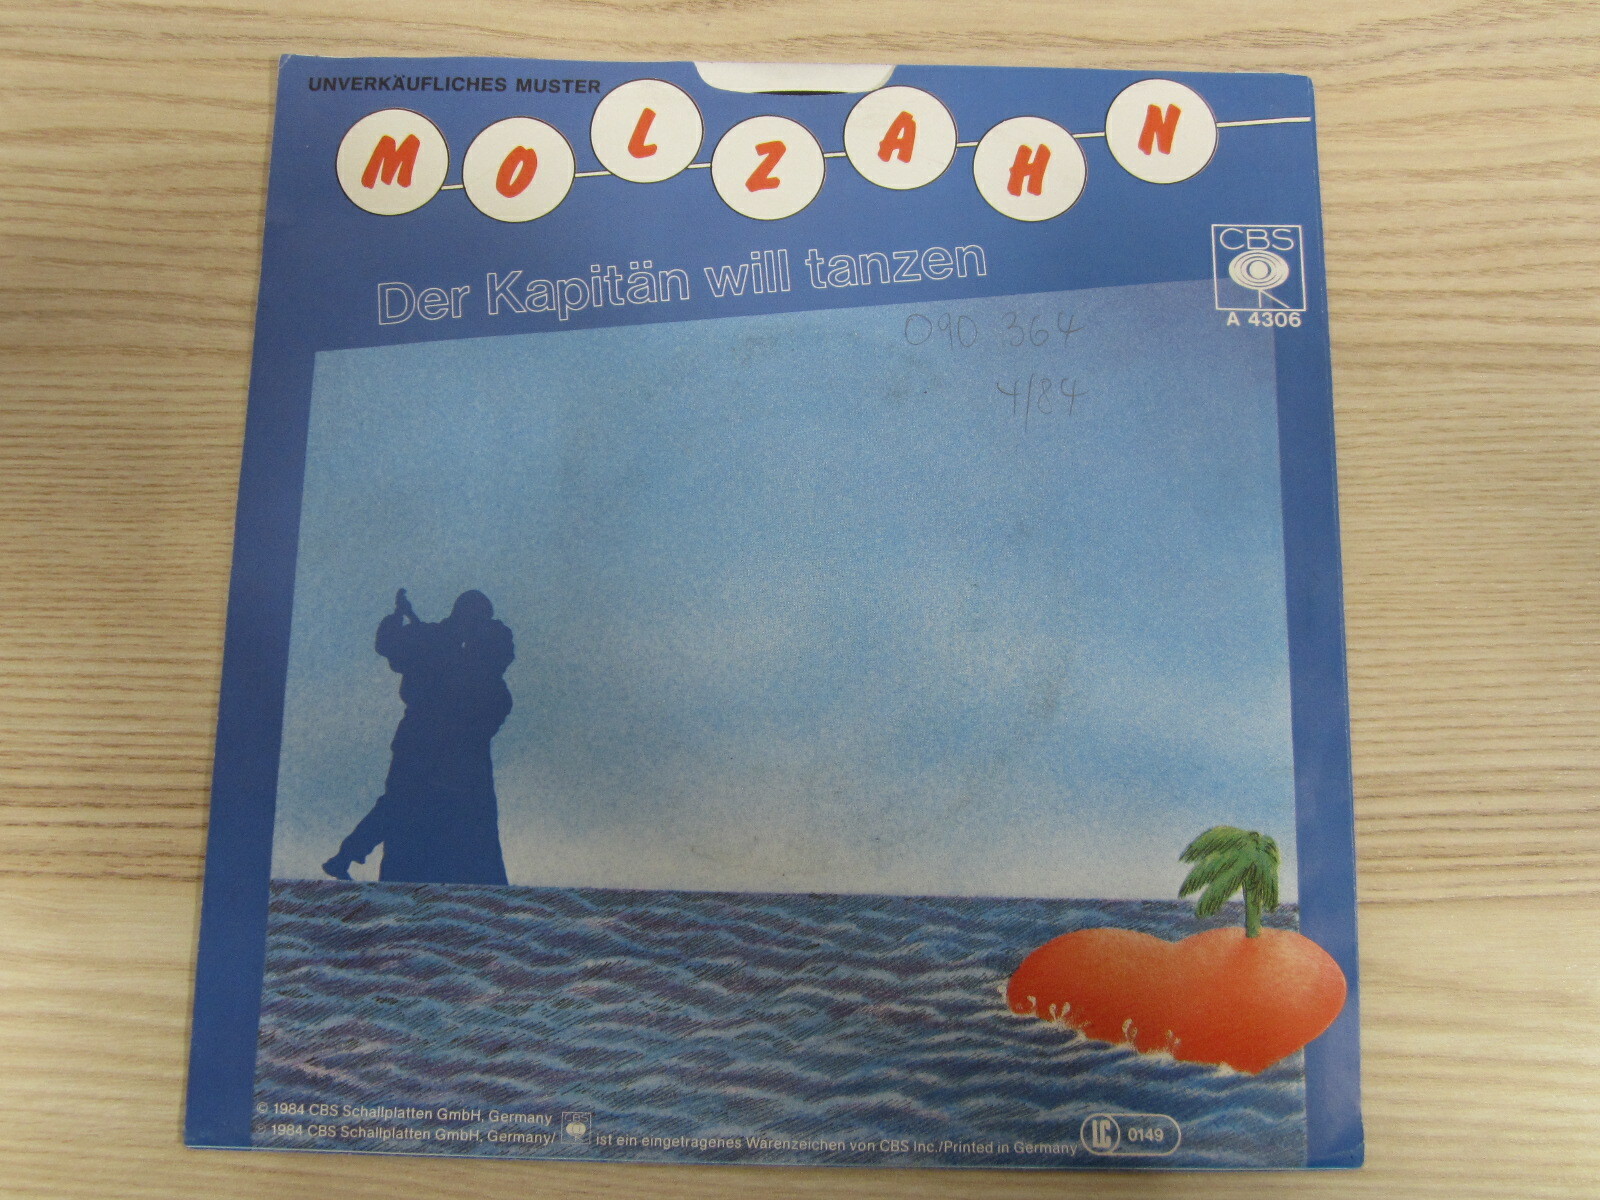 UNVERKÄUFLICHES MUSTER
MOLZAHN
Der Kapitän will tanzen
CBS
A 4306
090 364
4/84
© 1984 CBS Schallplatten GmbH, Germany
℗ 1984 CBS Schallplatten GmbH, Germany/ CBS ist ein eingetragenes Warenzeichen von CBS Inc./Printed in Germany LC 0149